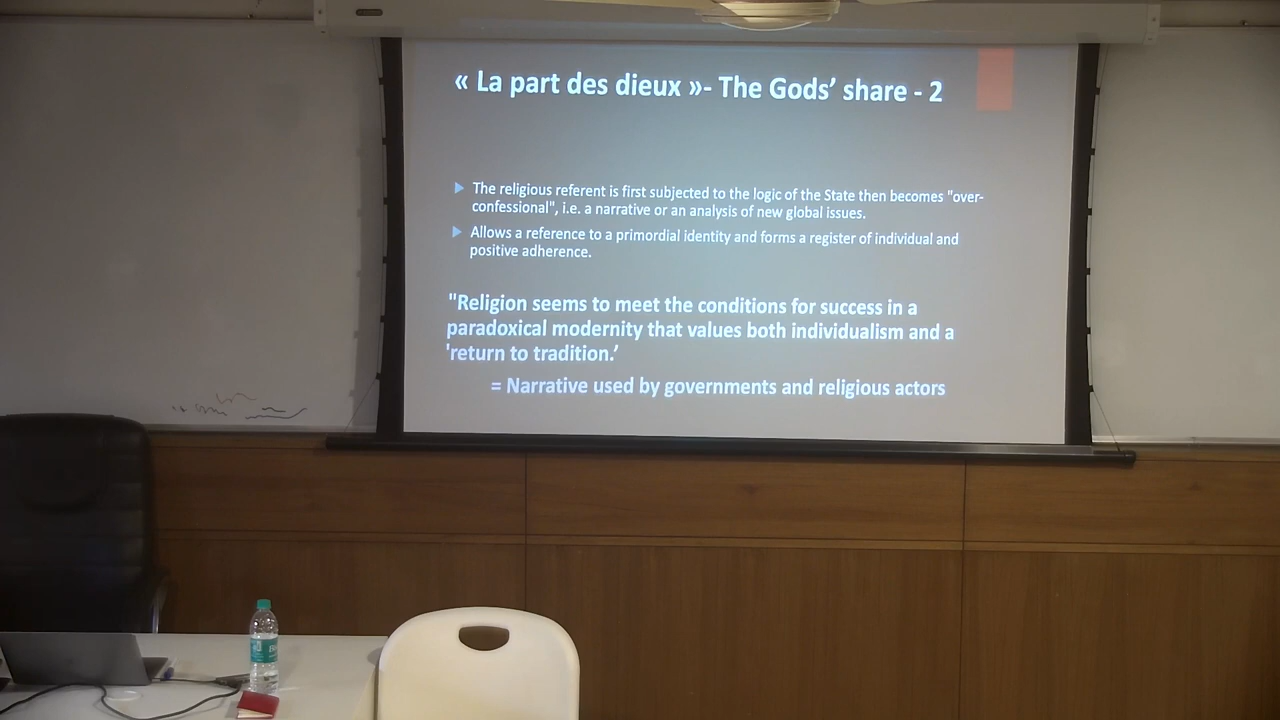 « La part des dieux »- The Gods’ share - 2
The religious referent is first subjected to the logic of the State then becomes "over-
confessional", i.e. a narrative or an analysis of new global issues.
Allows a reference to a primordial identity and forms a register of individual and
positive adherence.
"Religion seems to meet the conditions for success in a
paradoxical modernity that values both individualism and a
'return to tradition.’
= Narrative used by governments and religious actors